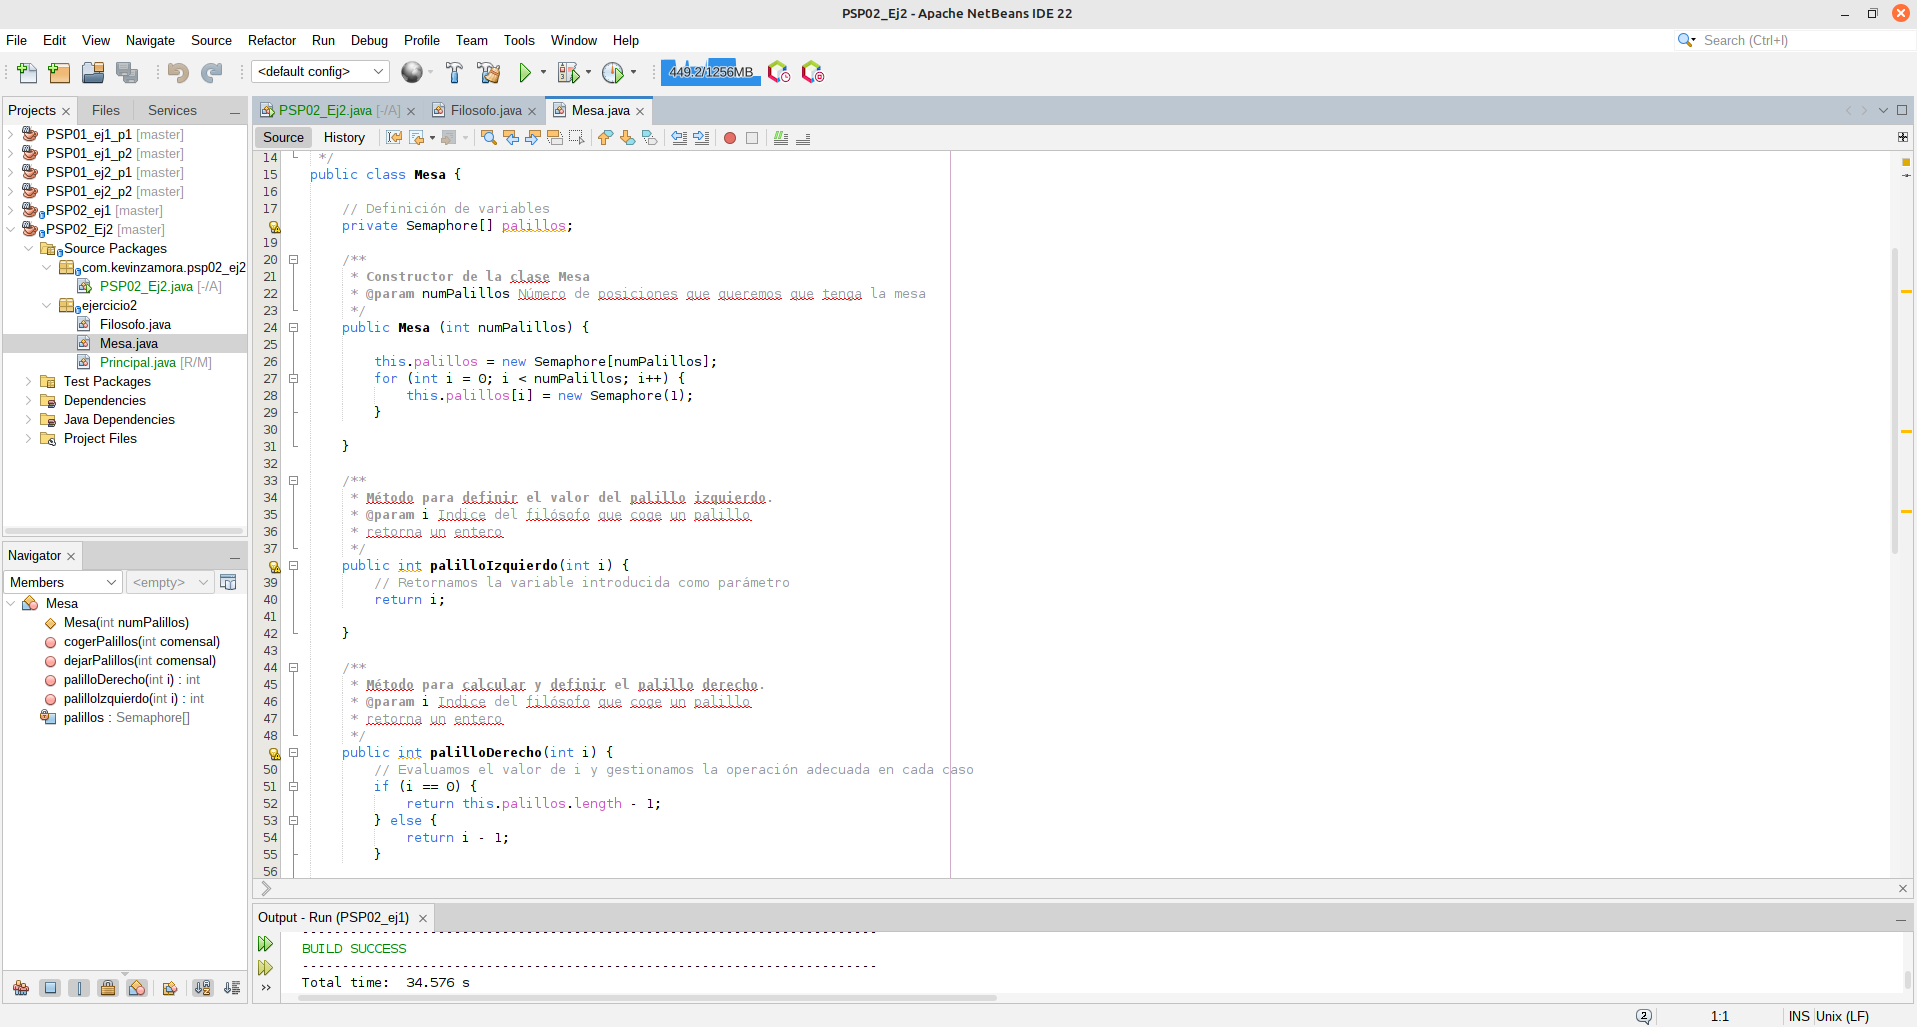 PSP02_Ej2 - Apache NetBeans IDE 22
File Edit View Navigate Source Refactor Run Debug Profile Team Tools Window Help
Search (Ctrl+I)
<default config>
449.2/1256MB
Projects Files Services
PSP01_ej1_p1 [master]
PSP01_ej1_p2 [master]
PSP01_ej2_p1 [master]
PSP01_ej2_p2 [master]
PSP02_ej1 [master]
PSP02_Ej2 [master]
Source Packages
com.kevinzamora.psp02_ej2
PSP02_Ej2.java [-/A]
ejercicio2
Filosofo.java
Mesa.java
Principal.java [R/M]
Test Packages
Dependencies
Java Dependencies
Project Files
Navigator
Members <empty>
Mesa
Mesa(int numPalillos)
cogerPalillos(int comensal)
dejarPalillos(int comensal)
palilloDerecho(int i) : int
palilloIzquierdo(int i) : int
palillos : Semaphore[]
PSP02_Ej2.java [-/A] Filosofo.java Mesa.java
Source History
14 */
15 public class Mesa {
16
17 // Definición de variables
private Semaphore[] palillos;
19
20 /**
21 * Constructor de la clase Mesa
22 * @param numPalillos Número de posiciones que queremos que tenga la mesa
23 */
24 public Mesa (int numPalillos) {
25
26 this.palillos = new Semaphore[numPalillos];
27 for (int i = 0; i < numPalillos; i++) {
28 this.palillos[i] = new Semaphore(1);
29 }
30
31 }
32
33 /**
34 * Método para definir el valor del palillo izquierdo.
35 * @param i Indice del filósofo que coge un palillo
36 * retorna un entero
37 */
public int palilloIzquierdo(int i) {
39 // Retornamos la variable introducida como parámetro
40 return i;
41
42 }
43
44 /**
45 * Método para calcular y definir el palillo derecho.
46 * @param i Indice del filósofo que coge un palillo
47 * retorna un entero
48 */
public int palilloDerecho(int i) {
50 // Evaluamos el valor de i y gestionamos la operación adecuada en cada caso
51 if (i == 0) {
52 return this.palillos.length - 1;
53 } else {
54 return i - 1;
55 }
56
Output - Run (PSP02_ej1)
------------------------------------------------------------------------
BUILD SUCCESS
------------------------------------------------------------------------
Total time:  34.576 s
2 1:1 INS Unix (LF)